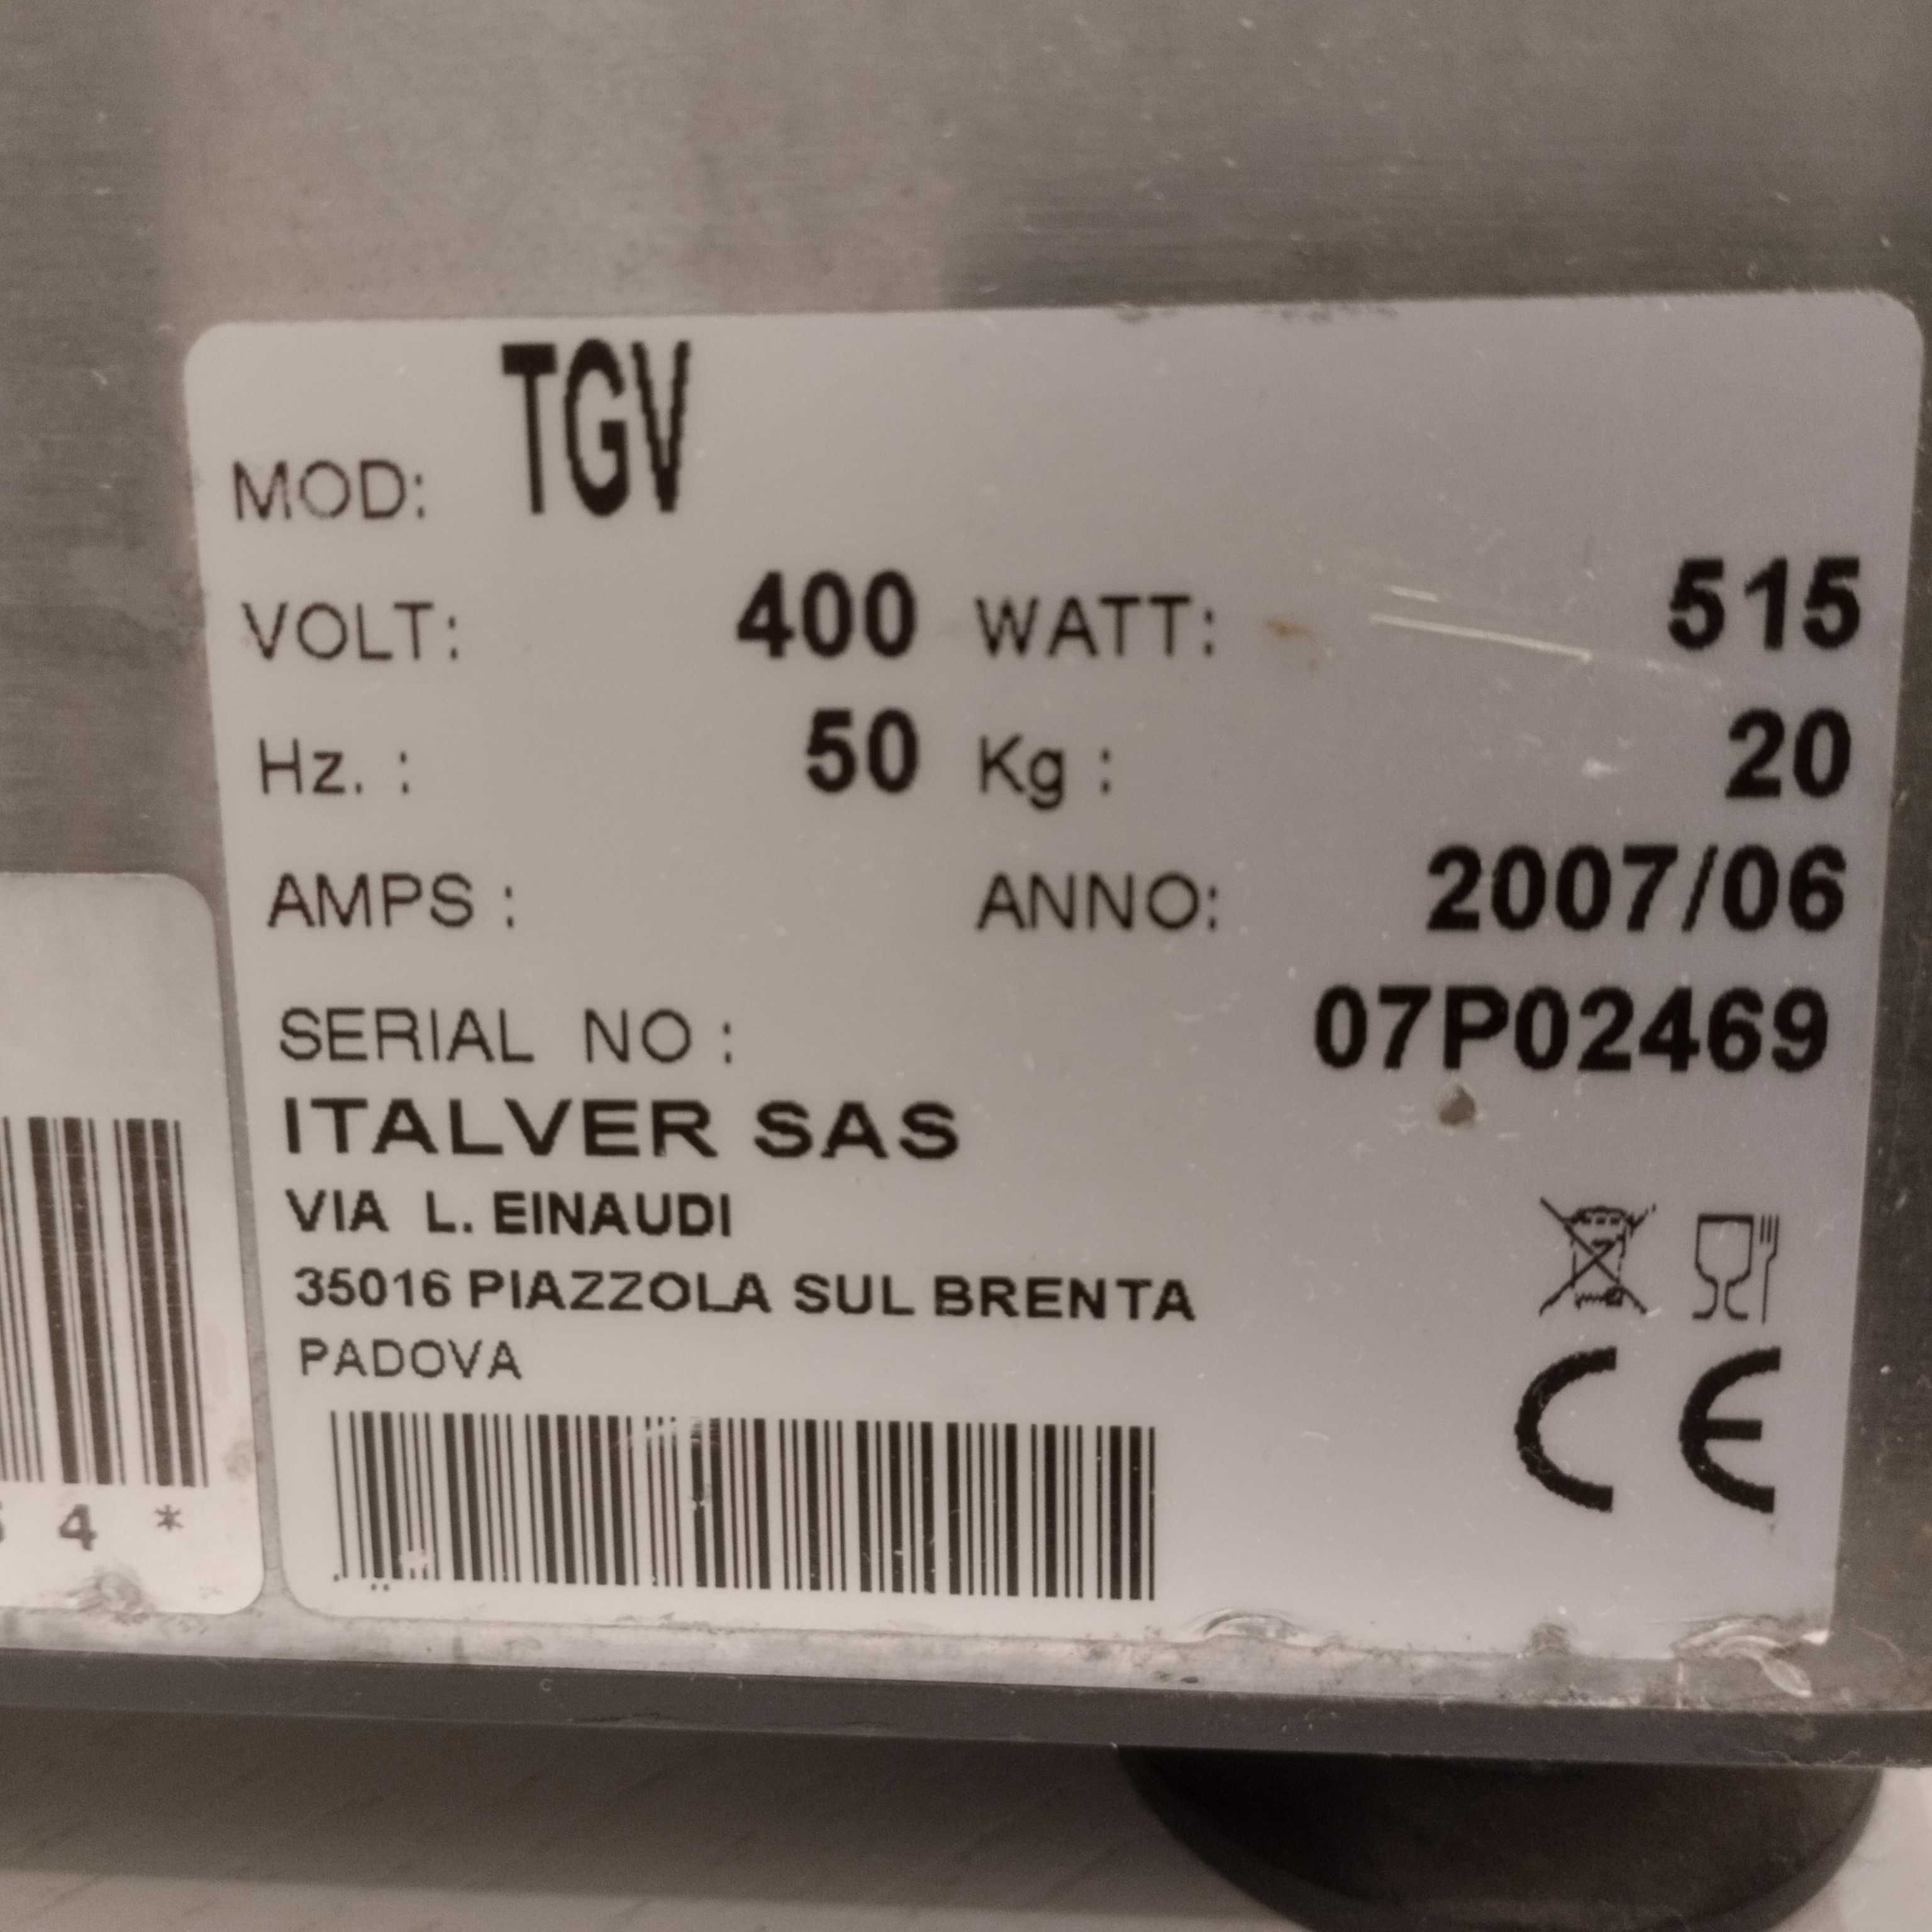 MOD: TGV
VOLT: 400 WATT: 515
Hz. : 50 Kg : 20
AMPS : ANNO: 2007/06
SERIAL NO : 07P02469
ITALVER SAS
VIA L. EINAUDI
35016 PIAZZOLA SUL BRENTA
PADOVA
CE
4 *